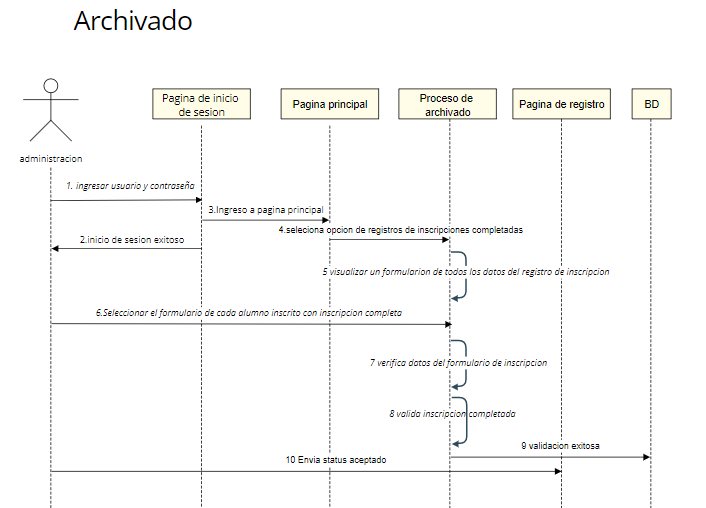 Archivado
Pagina de inicio
de sesion
Pagina principal
Proceso de
archivado
Pagina de registro
BD
administracion
1. ingresar usuario y contraseña
3.Ingreso a pagina principal
4.seleciona opcion de registros de inscripciones completadas
2.inicio de sesion exitoso
5 visualizar un formularion de todos los datos del registro de inscripcion
6.Seleccionar el formulario de cada alumno inscrito con inscripcion completa
7 verifica datos del formulario de inscripcion
8 valida inscripcion completada
9 validacion exitosa
10 Envia status aceptado